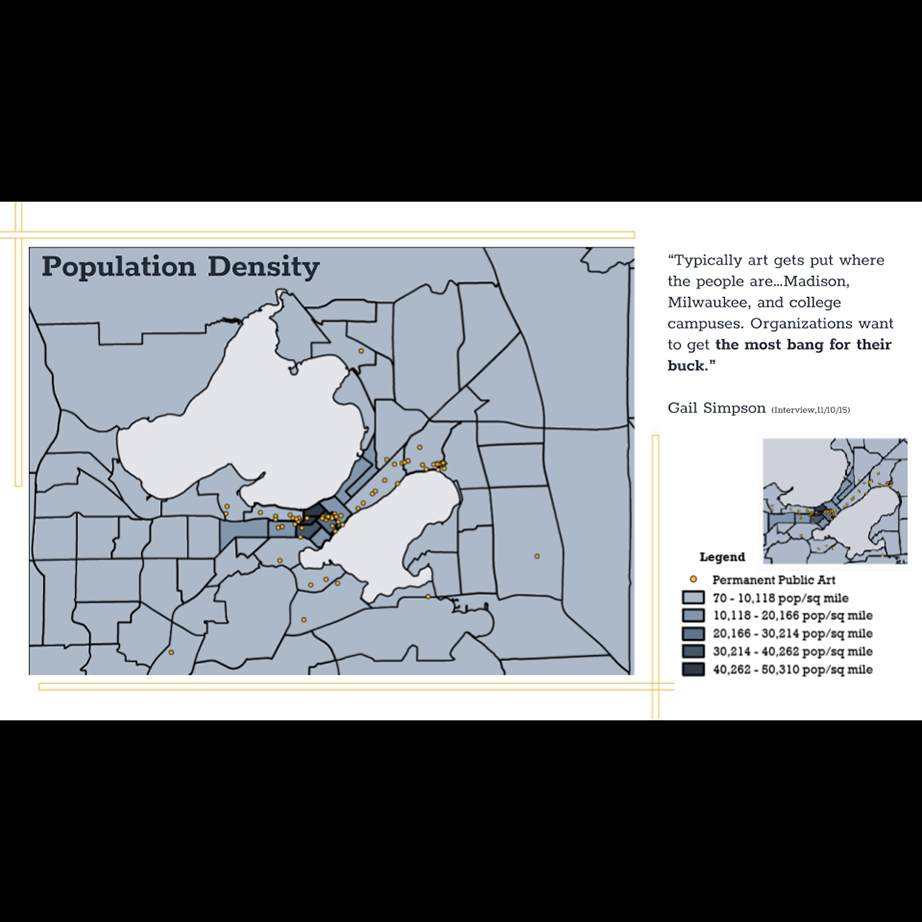 Population Density
“Typically art gets put where
the people are...Madison,
Milwaukee, and college
campuses. Organizations want
to get the most bang for their
buck.”
Gail Simpson (Interview,11/10/15)
Legend
Permanent Public Art
70 - 10,118 pop/sq mile
10,118 - 20,166 pop/sq mile
20,166 - 30,214 pop/sq mile
30,214 - 40,262 pop/sq mile
40,262 - 50,310 pop/sq mile